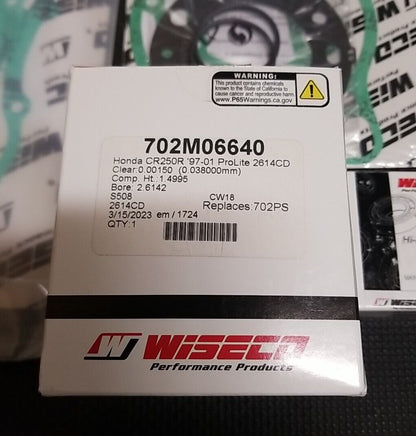 WARNING:
This product contains chemicals
known to the State of California to
cause cancer and reproductive harm.
www.P65Warnings.ca.gov
702M06640
Honda CR250R '97-01 ProLite 2614CD
Clear:0.00150 (0.038000mm)
Comp. Ht.:1.4995
Bore: 2.6142
S508 CW18
2614CD Replaces:702PS
3/15/2023 em / 1724
QTY:1
W WISECO
Performance Products
WISECO